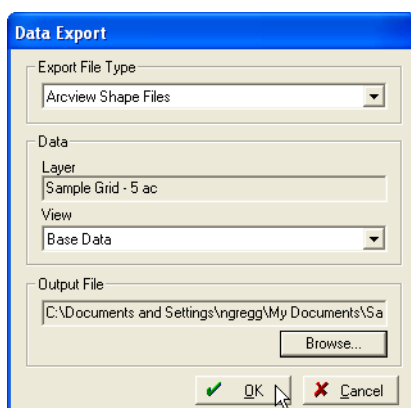 Data Export
Export File Type
Arcview Shape Files
Data
Layer
Sample Grid - 5 ac
View
Base Data
Output File
C:\Documents and Settings\ngregg\My Documents\Sa
Browse...
OK Cancel